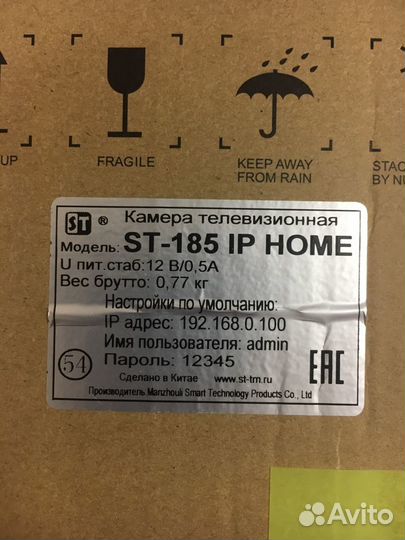 UP
FRAGILE
KEEP AWAY
FROM RAIN
STAC
BY NU
ST ® Камера телевизионная
Модель: ST-185 IP HOME
U пит.стаб:12 В/0,5А
Вес брутто: 0,77 кг
Настройки по умолчанию:
IP адрес: 192.168.0.100
Имя пользователя: admin
Пароль: 12345
54
EAC
Сделано в Китае www.st-tm.ru
Производитель Manzhouli Smart Technology Products Co., Ltd
Avito